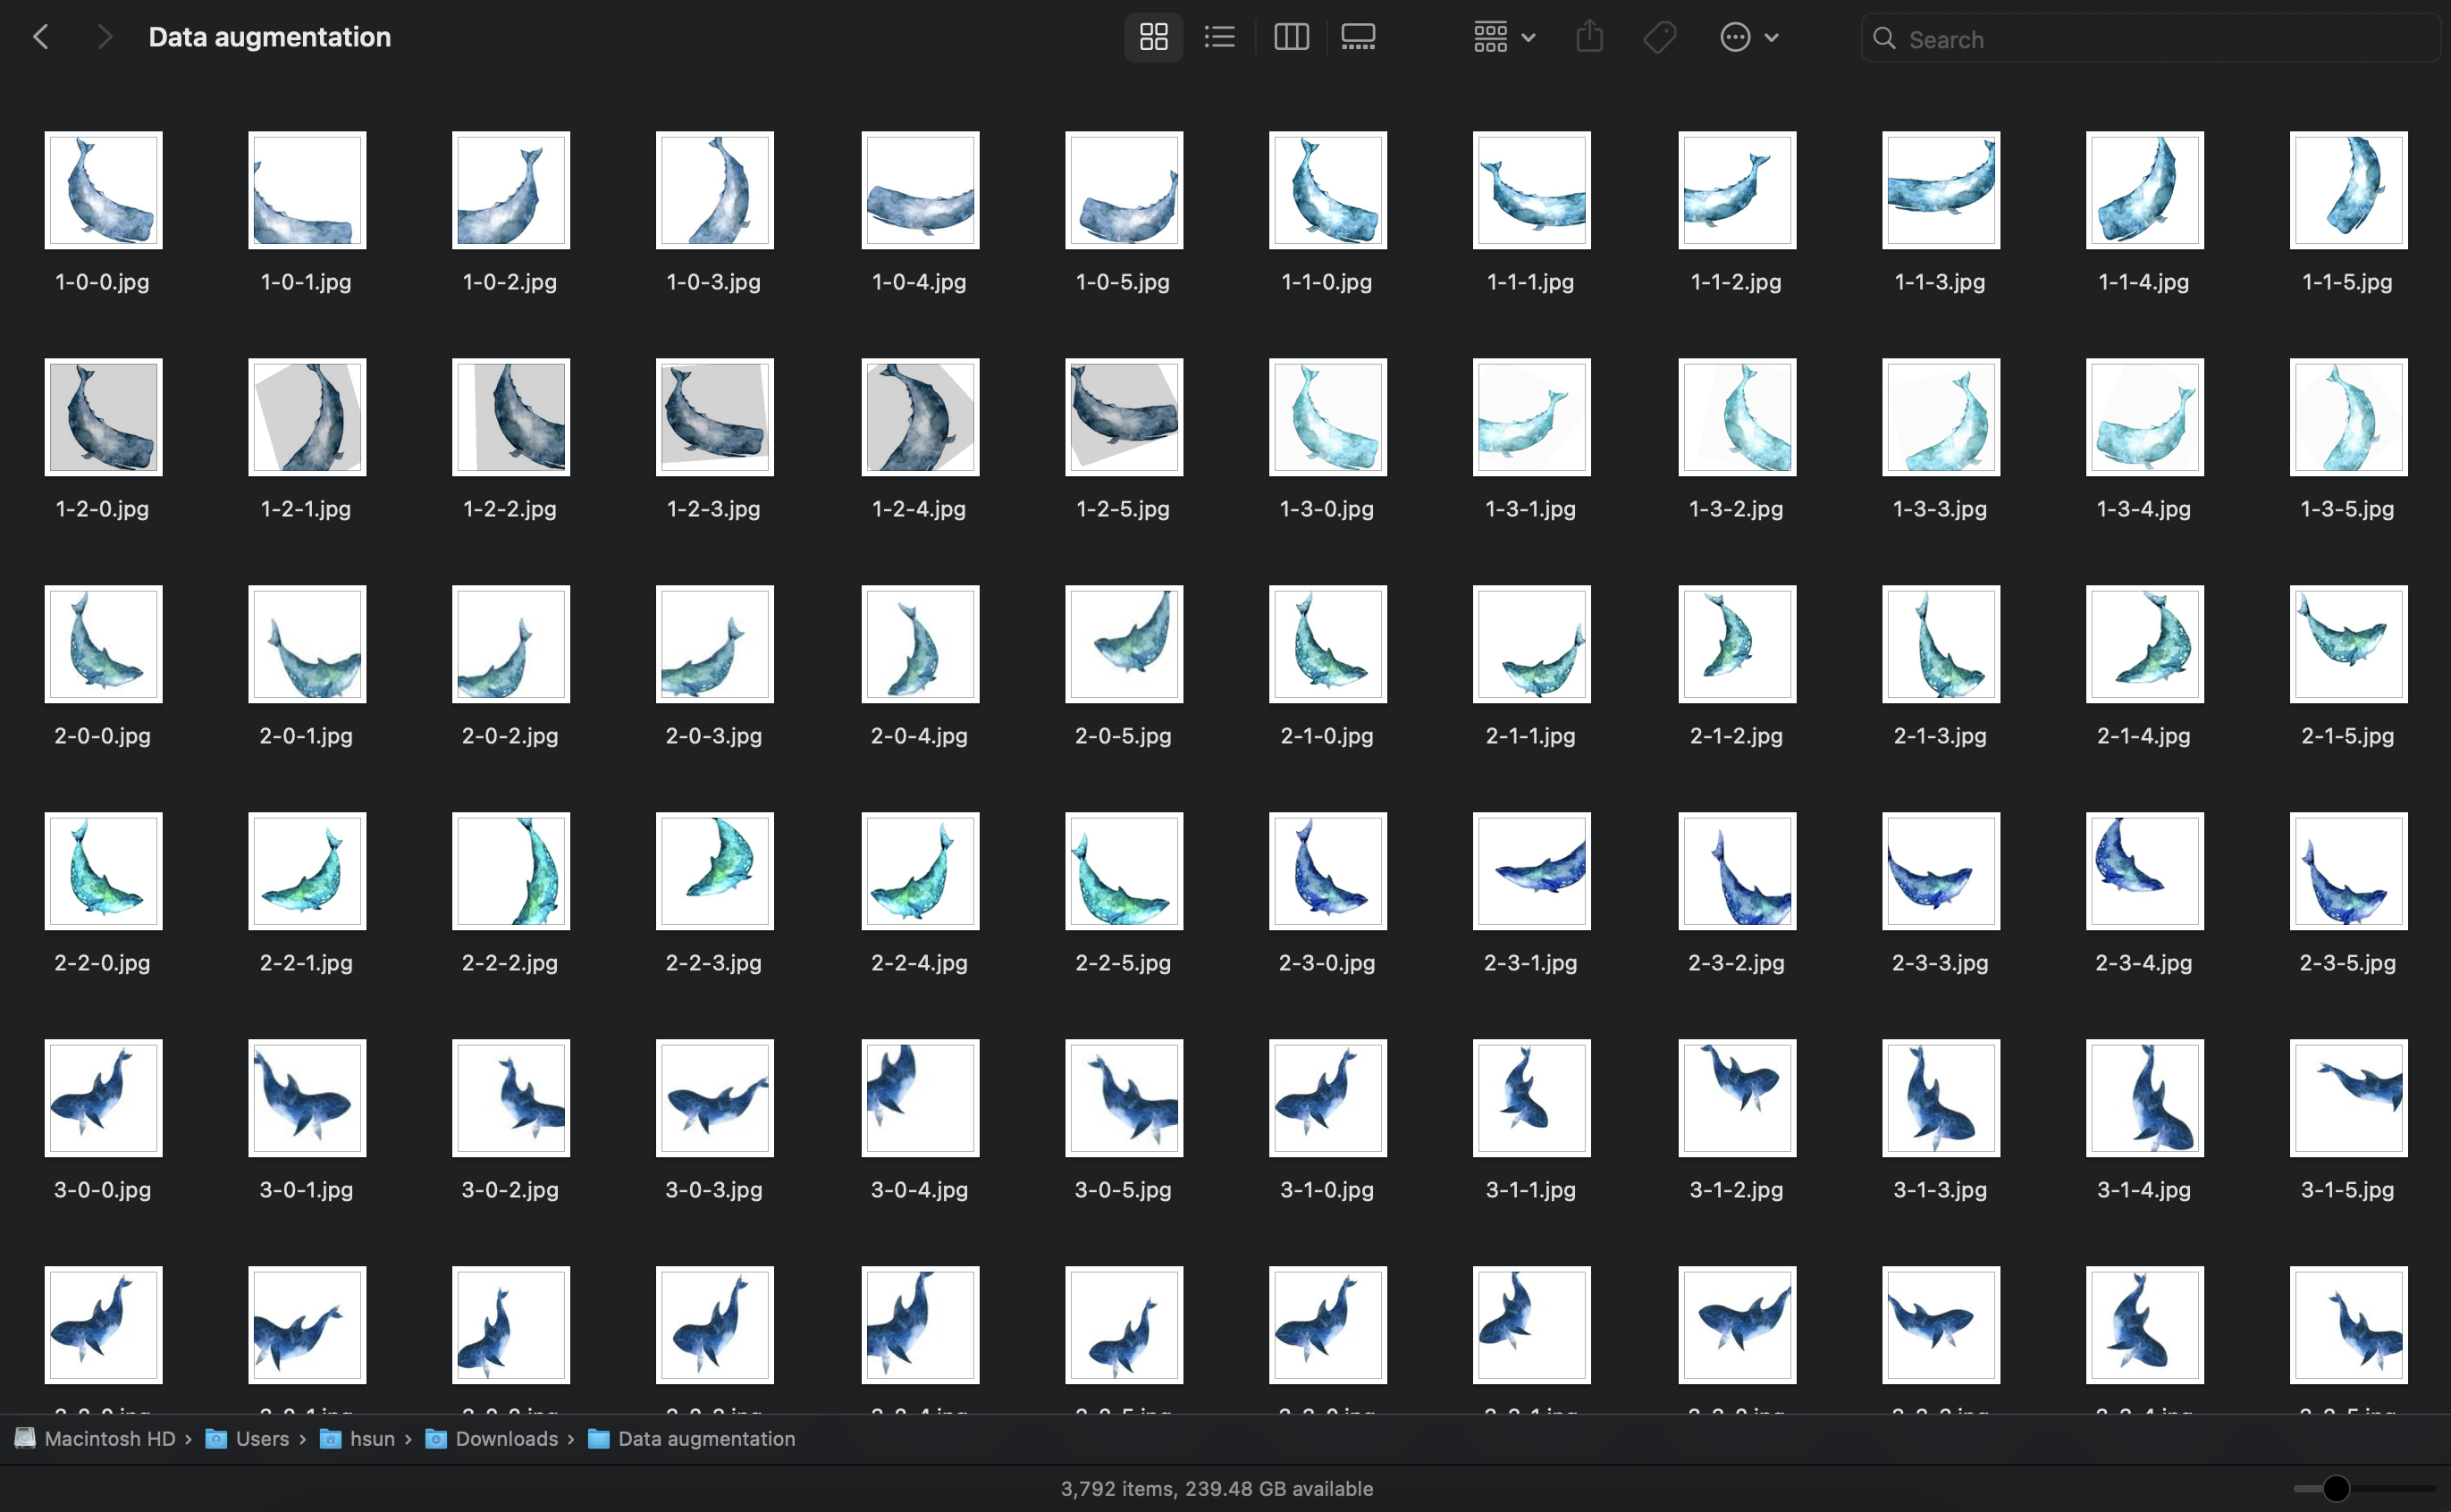 Data augmentation
Search
1-0-0.jpg 1-0-1.jpg 1-0-2.jpg 1-0-3.jpg 1-0-4.jpg 1-0-5.jpg 1-1-0.jpg 1-1-1.jpg 1-1-2.jpg 1-1-3.jpg 1-1-4.jpg 1-1-5.jpg
1-2-0.jpg 1-2-1.jpg 1-2-2.jpg 1-2-3.jpg 1-2-4.jpg 1-2-5.jpg 1-3-0.jpg 1-3-1.jpg 1-3-2.jpg 1-3-3.jpg 1-3-4.jpg 1-3-5.jpg
2-0-0.jpg 2-0-1.jpg 2-0-2.jpg 2-0-3.jpg 2-0-4.jpg 2-0-5.jpg 2-1-0.jpg 2-1-1.jpg 2-1-2.jpg 2-1-3.jpg 2-1-4.jpg 2-1-5.jpg
2-2-0.jpg 2-2-1.jpg 2-2-2.jpg 2-2-3.jpg 2-2-4.jpg 2-2-5.jpg 2-3-0.jpg 2-3-1.jpg 2-3-2.jpg 2-3-3.jpg 2-3-4.jpg 2-3-5.jpg
3-0-0.jpg 3-0-1.jpg 3-0-2.jpg 3-0-3.jpg 3-0-4.jpg 3-0-5.jpg 3-1-0.jpg 3-1-1.jpg 3-1-2.jpg 3-1-3.jpg 3-1-4.jpg 3-1-5.jpg
Macintosh HD › Users › hsun › Downloads › Data augmentation
3,792 items, 239.48 GB available